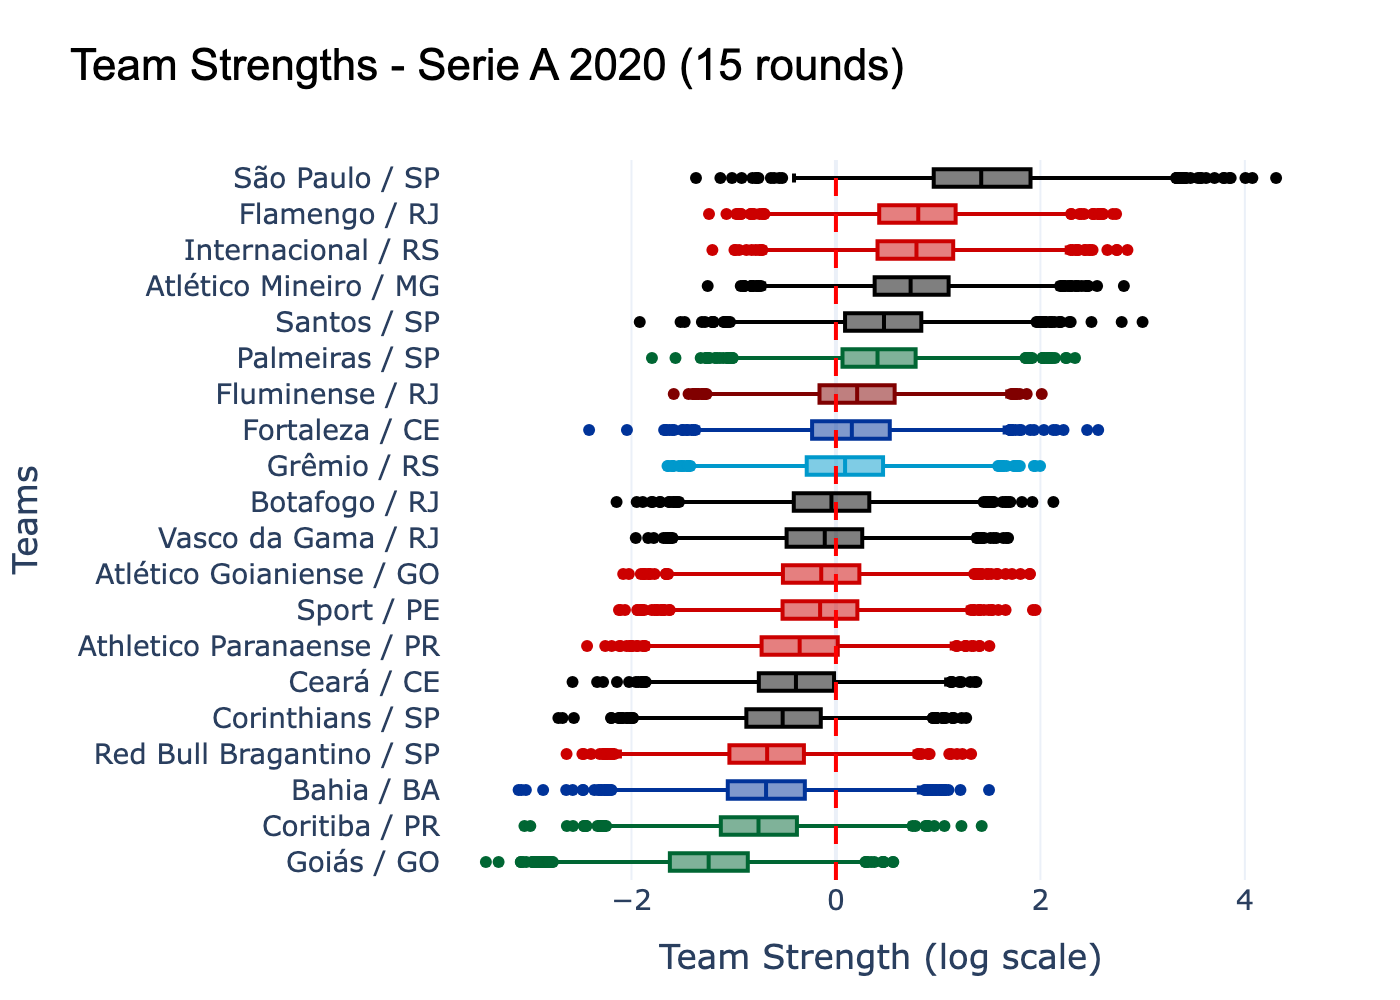 Team Strengths - Serie A 2020 (15 rounds)
São Paulo / SP
Flamengo / RJ
Internacional / RS
Atlético Mineiro / MG
Santos / SP
Palmeiras / SP
Fluminense / RJ
Fortaleza / CE
Grêmio / RS
Botafogo / RJ
Vasco da Gama / RJ
Atlético Goianiense / GO
Sport / PE
Athletico Paranaense / PR
Ceará / CE
Corinthians / SP
Red Bull Bragantino / SP
Bahia / BA
Coritiba / PR
Goiás / GO
Teams
−2 0 2 4
Team Strength (log scale)